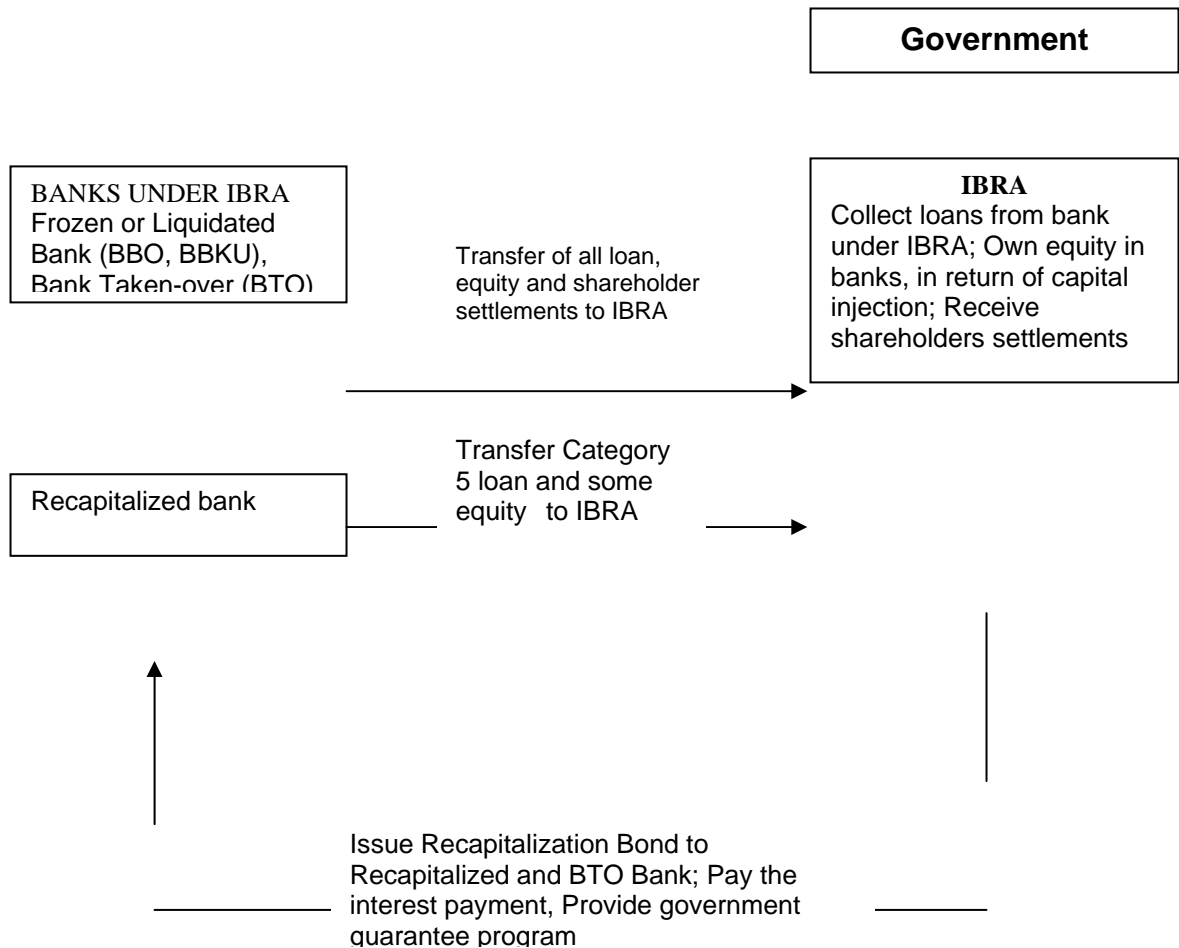 Government
BANKS UNDER IBRA
Frozen or Liquidated
Bank (BBO, BBKU),
Bank Taken-over (BTO)
Transfer of all loan,
equity and shareholder
settlements to IBRA
IBRA
Collect loans from bank
under IBRA; Own equity in
banks, in return of capital
injection; Receive
shareholders settlements
Recapitalized bank
Transfer Category
5 loan and some
equity to IBRA
Issue Recapitalization Bond to
Recapitalized and BTO Bank; Pay the
interest payment, Provide government
guarantee program